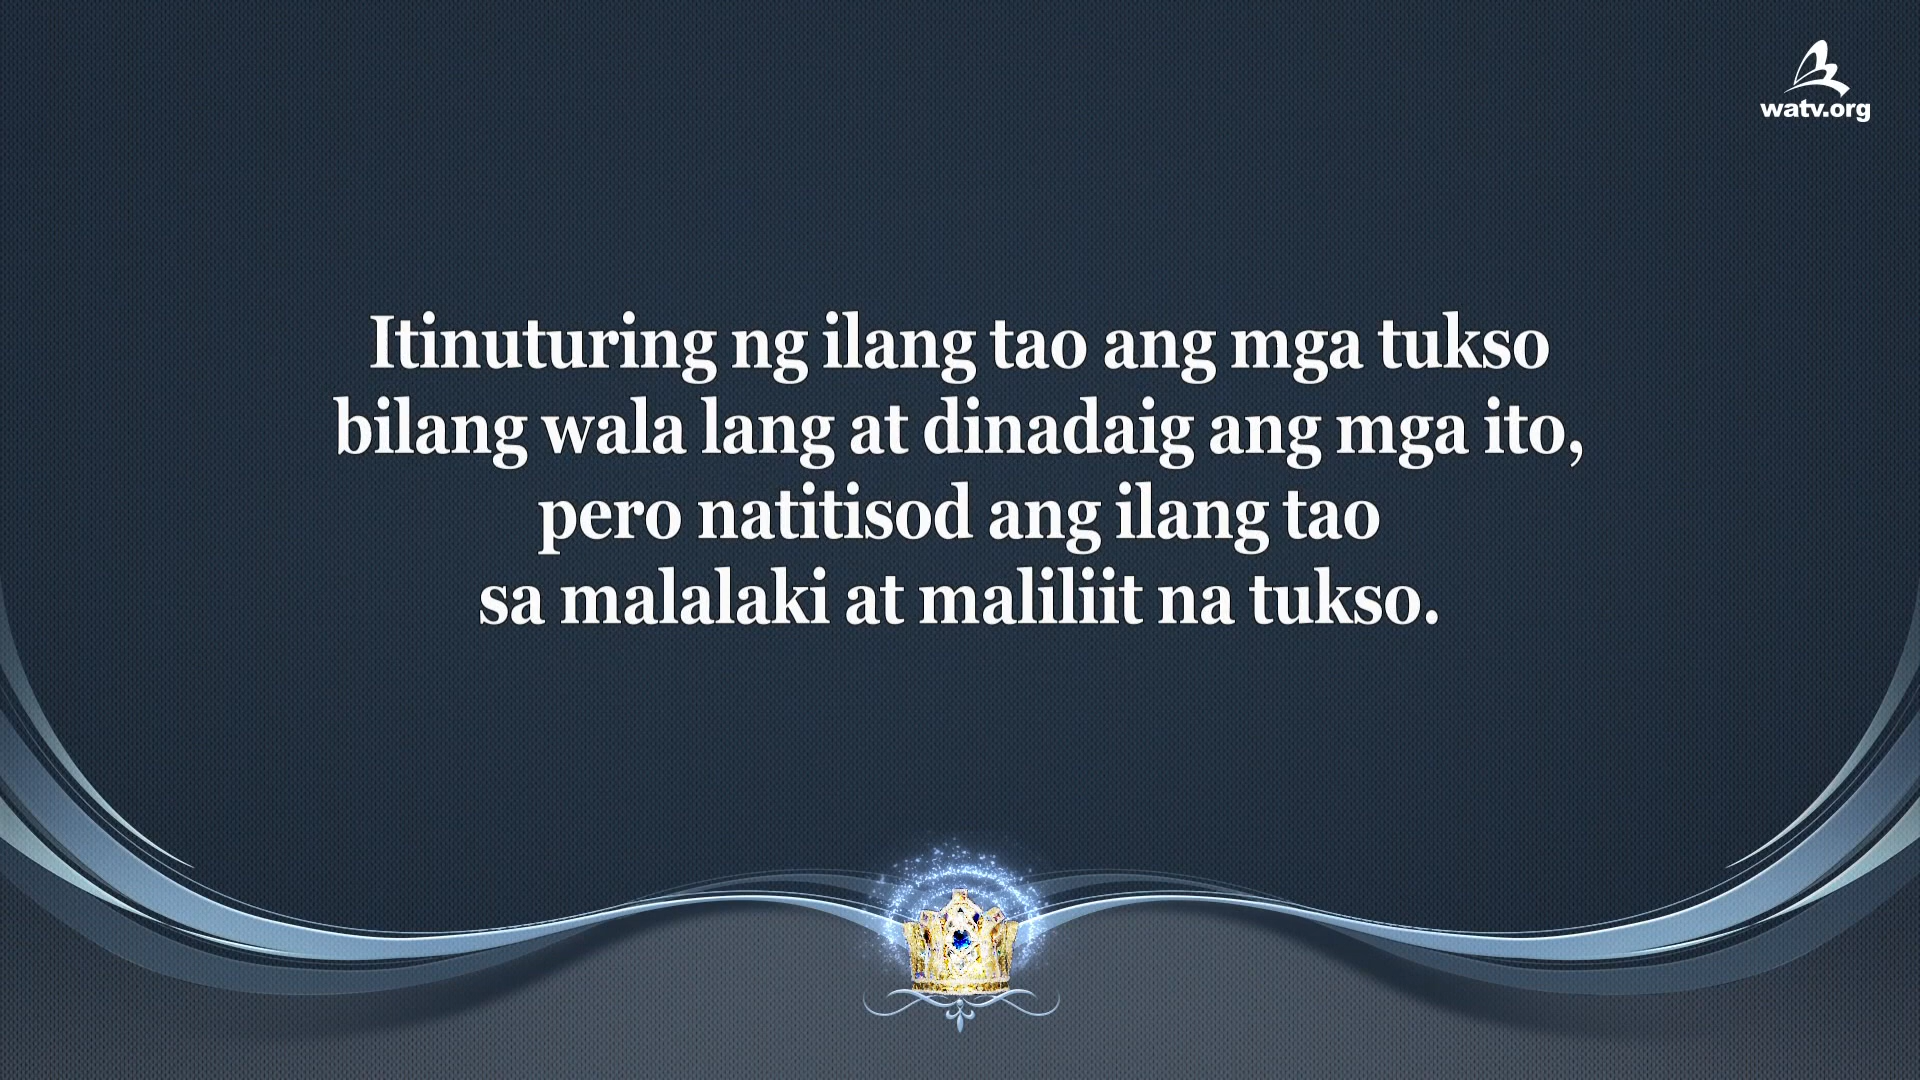 watv.org
Itinuturing ng ilang tao ang mga tukso
bilang wala lang at dinadaig ang mga ito,
pero natitisod ang ilang tao
sa malalaki at maliliit na tukso.